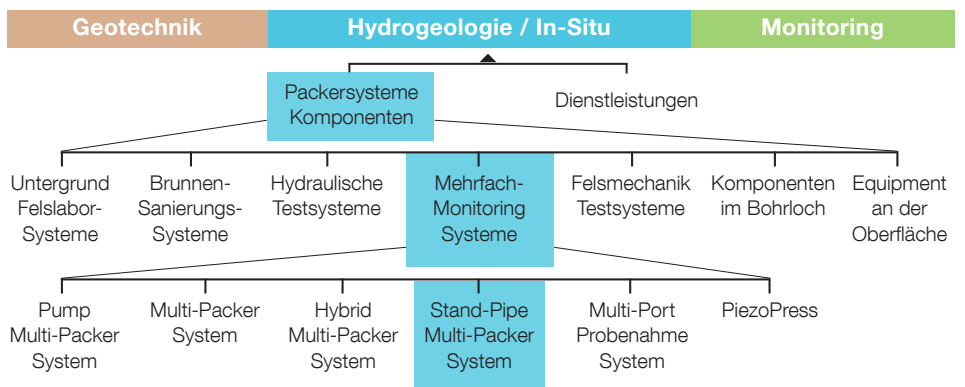 Geotechnik
Hydrogeologie / In-Situ
Monitoring
Packersysteme
Komponenten
Dienstleistungen
Untergrund
Felslabor-
Systeme
Brunnen-
Sanierungs-
Systeme
Hydraulische
Testsysteme
Mehrfach-
Monitoring
Systeme
Felsmechanik
Testsysteme
Komponenten
im Bohrloch
Equipment
an der
Oberfläche
Pump
Multi-Packer
System
Multi-Packer
System
Hybrid
Multi-Packer
System
Stand-Pipe
Multi-Packer
System
Multi-Port
Probenahme
System
PiezoPress